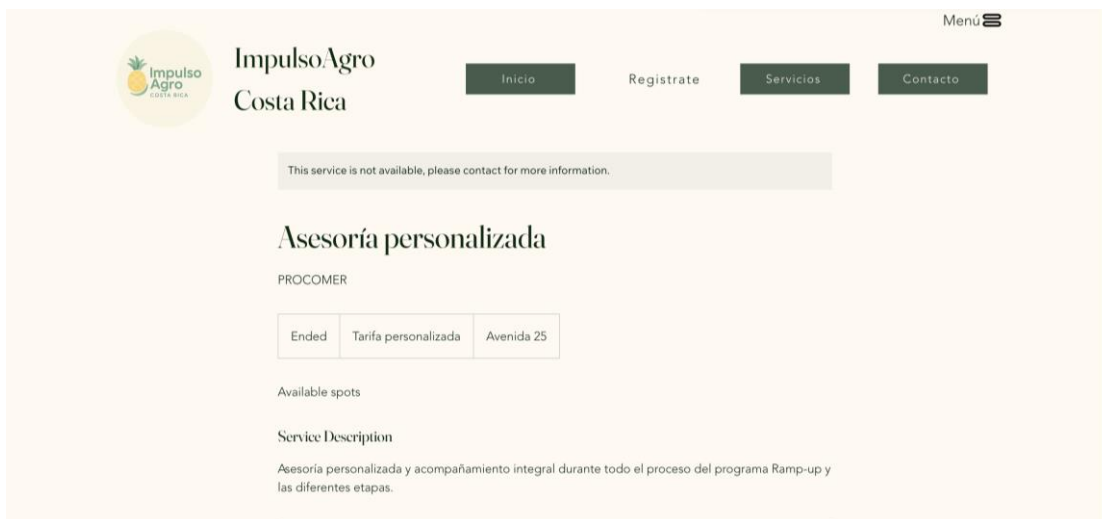 Menú
Impulso
Agro
COSTA RICA
ImpulsoAgro
Costa Rica
Inicio
Registrate
Servicios
Contacto
This service is not available, please contact for more information.
Asesoría personalizada
PROCOMER
Ended
Tarifa personalizada
Avenida 25
Available spots
Service Description
Asesoría personalizada y acompañamiento integral durante todo el proceso del programa Ramp-up y
las diferentes etapas.